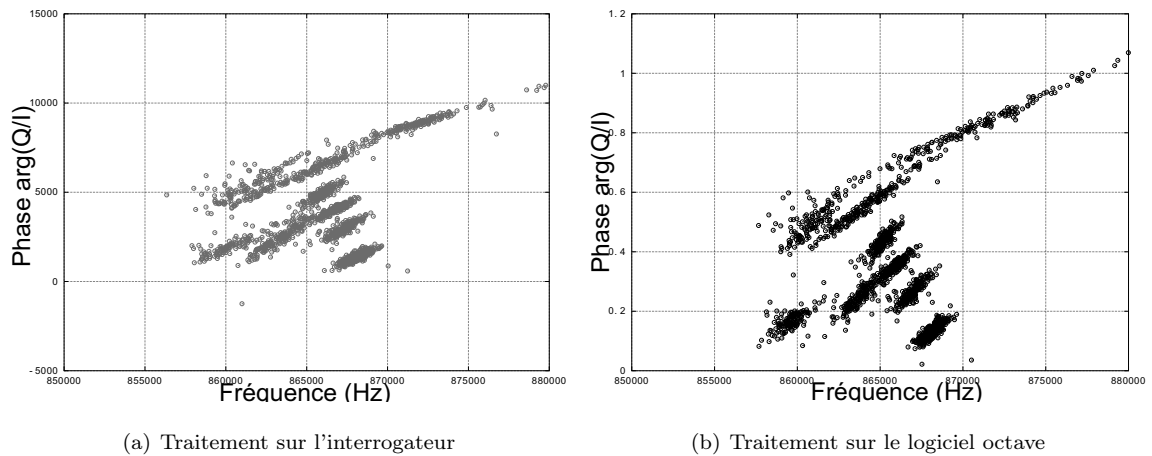 15000
10000
5000
0
-5000
850000 855000 860000 865000 870000 875000 880000
Phase arg(Q/I)
Fréquence (Hz)
(a) Traitement sur l'interrogateur
1.2
1
0.8
0.6
0.4
0.2
0
850000 855000 860000 865000 870000 875000 880000
Phase arg(Q/I)
Fréquence (Hz)
(b) Traitement sur le logiciel octave